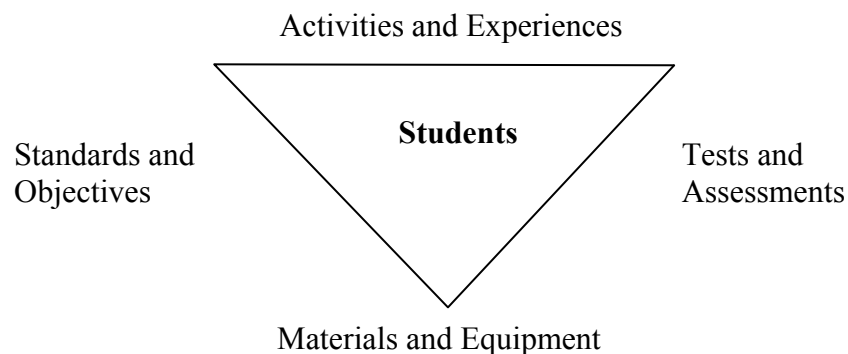 Activities and Experiences
Students
Standards and
Objectives
Tests and
Assessments
Materials and Equipment